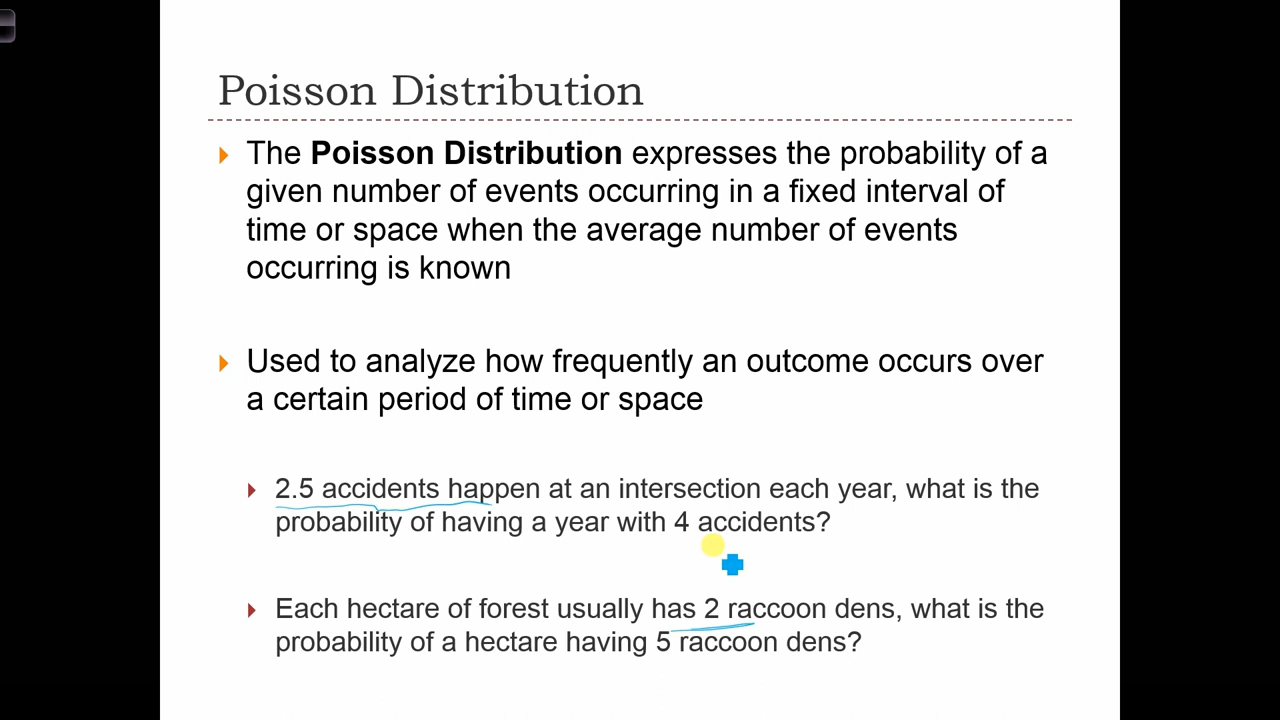 Poisson Distribution
The Poisson Distribution expresses the probability of a
given number of events occurring in a fixed interval of
time or space when the average number of events
occurring is known
Used to analyze how frequently an outcome occurs over
a certain period of time or space
2.5 accidents happen at an intersection each year, what is the
probability of having a year with 4 accidents?
Each hectare of forest usually has 2 raccoon dens, what is the
probability of a hectare having 5 raccoon dens?